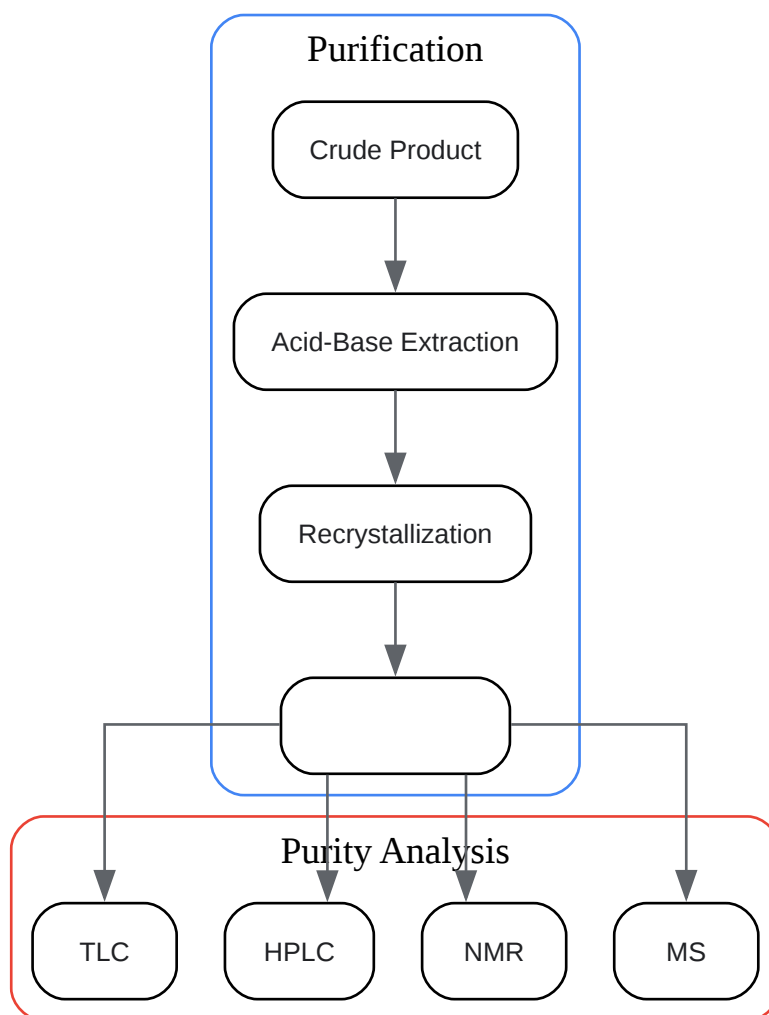 Purification
Crude Product
Acid-Base Extraction
Recrystallization
Purity Analysis
TLC
HPLC
NMR
MS